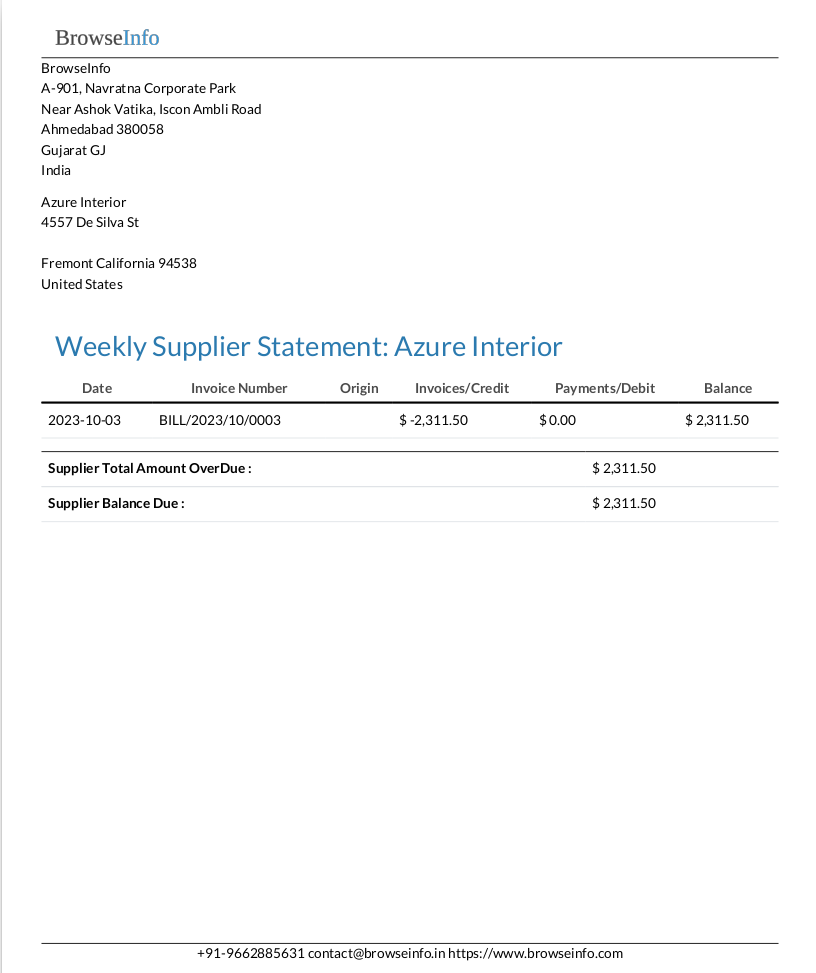 BrowseInfo
BrowseInfo
A-901, Navratna Corporate Park
Near Ashok Vatika, Iscon Ambli Road
Ahmedabad 380058
Gujarat GJ
India
Azure Interior
4557 De Silva St
Fremont California 94538
United States
Weekly Supplier Statement: Azure Interior
Date Invoice Number Origin Invoices/Credit Payments/Debit Balance
2023-10-03 BILL/2023/10/0003 $ -2,311.50 $ 0.00 $ 2,311.50
Supplier Total Amount OverDue : $ 2,311.50
Supplier Balance Due : $ 2,311.50
+91-9662885631 contact@browseinfo.in https://www.browseinfo.com